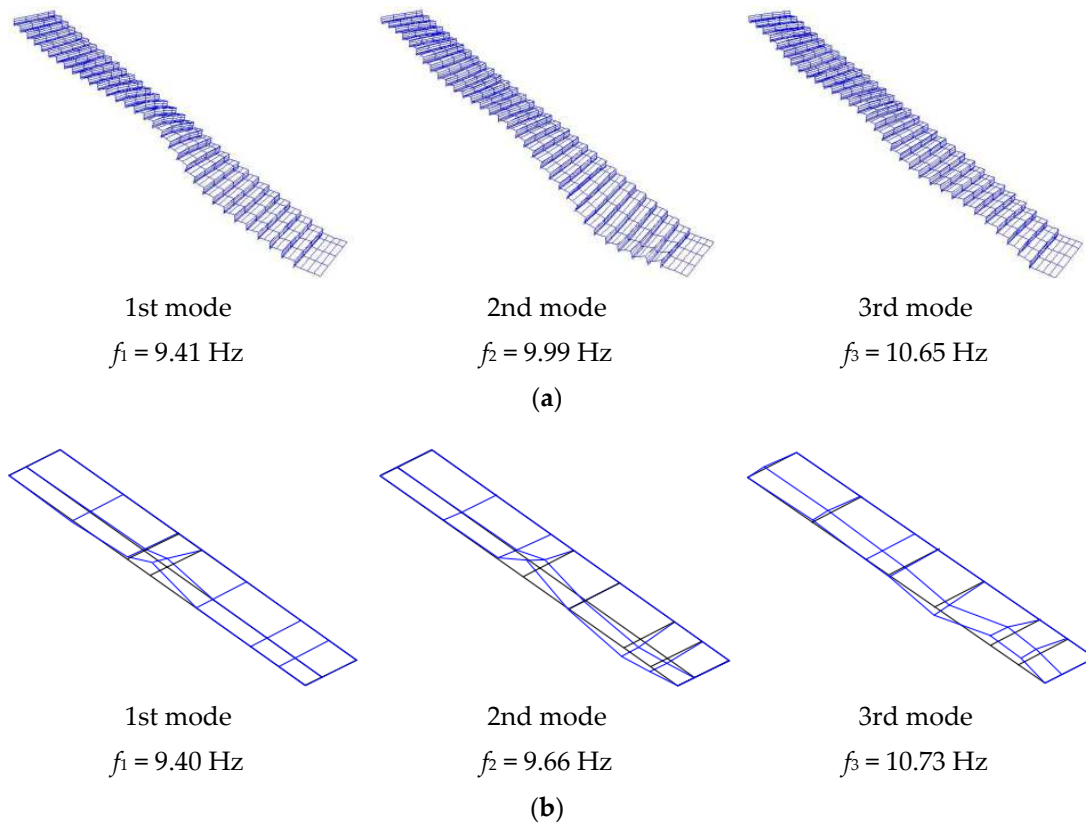 1st mode 2nd mode 3rd mode
f₁ = 9.41 Hz f₂ = 9.99 Hz f₃ = 10.65 Hz
(a)
1st mode 2nd mode 3rd mode
f₁ = 9.40 Hz f₂ = 9.66 Hz f₃ = 10.73 Hz
(b)